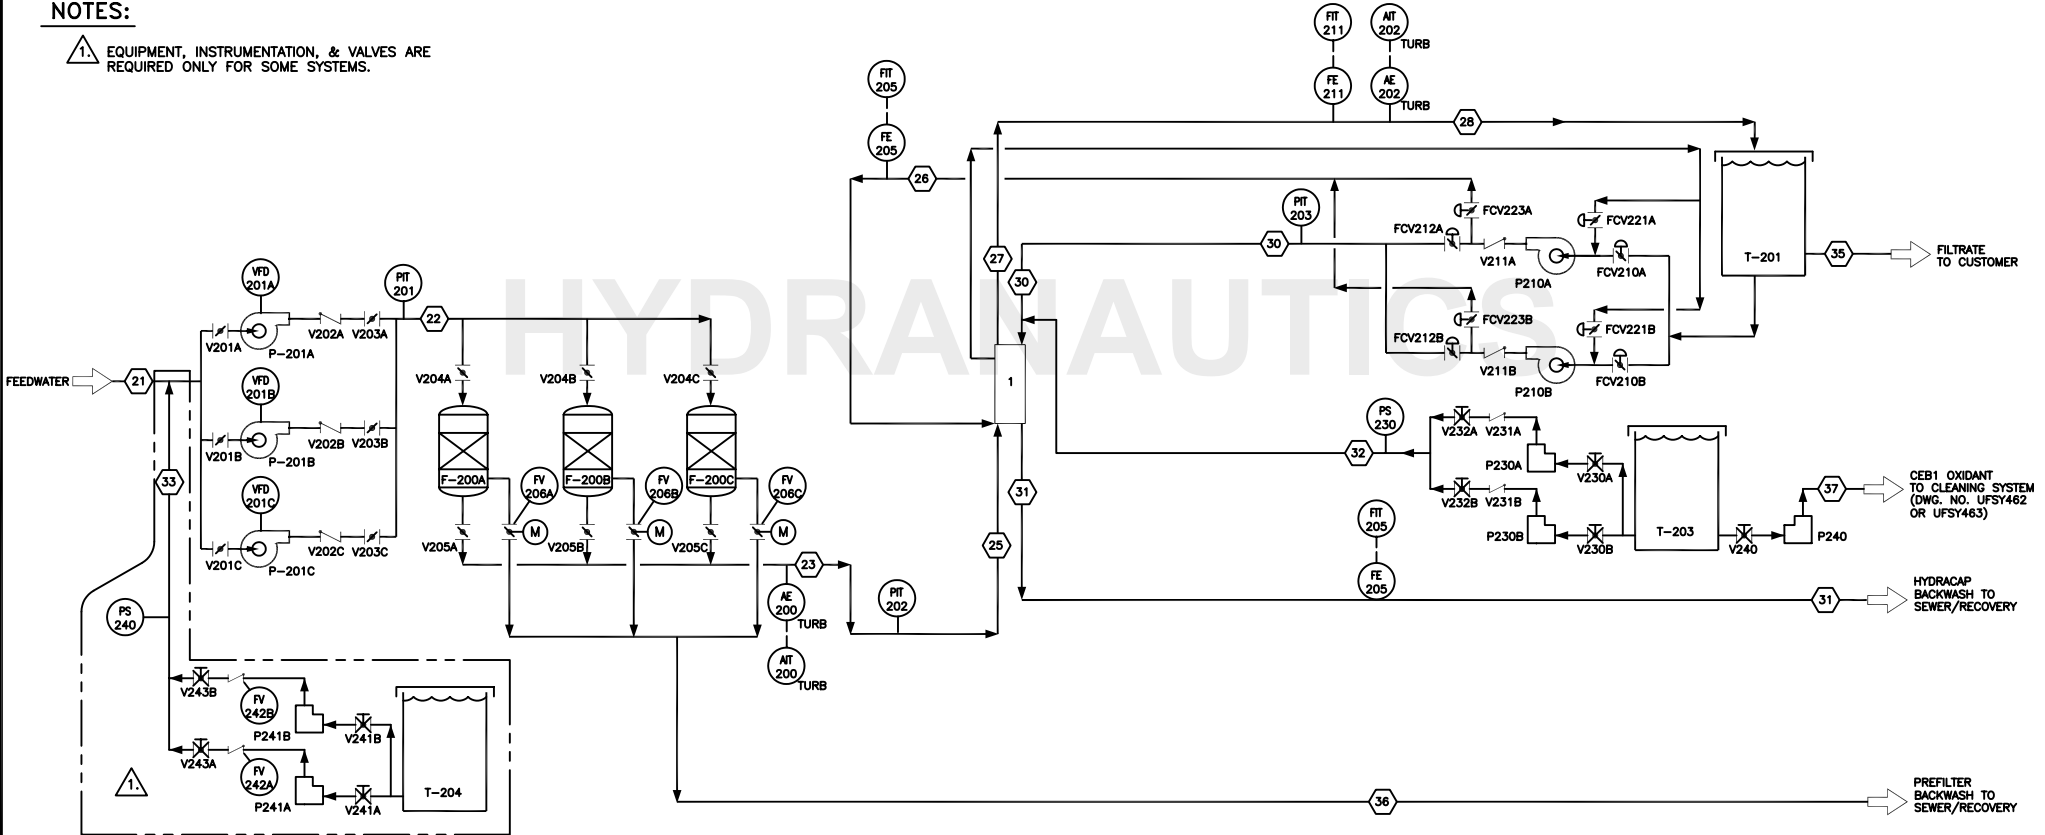 NOTES:
1. EQUIPMENT, INSTRUMENTATION, & VALVES ARE
REQUIRED ONLY FOR SOME SYSTEMS.
HYDRANAUTICS
FEEDWATER
21
33
V201A
V201B
V201C
VFD
201A
P-201A
VFD
201B
P-201B
VFD
201C
P-201C
V202A
V203A
V202B
V203B
V202C
V203C
PIT
201
22
V204A
V204B
V204C
F-200A
F-200B
F-200C
FV
206A
FV
206B
FV
206C
M
M
M
V205A
V205B
V205C
23
AE
200
TURB
AIT
200
TURB
PIT
202
PS
240
V243B
FV
242B
P241B
V241B
V243A
FV
242A
P241A
V241A
T-204
1.
FIT
205
FE
205
26
27
30
1
25
31
FIT
211
AIT
202
TURB
FE
211
AE
202
TURB
28
PIT
203
30
FCV212A
FCV223A
V211A
P210A
FCV221A
FCV210A
FCV212B
FCV223B
V211B
P210B
FCV221B
FCV210B
T-201
35
FILTRATE
TO CUSTOMER
PS
230
32
V232A
V231A
P230A
V230A
V232B
V231B
P230B
V230B
T-203
V240
P240
37
CEB1 OXIDANT
TO CLEANING SYSTEM
(DWG. NO. UFSY462
OR UFSY463)
FIT
205
FE
205
31
HYDRACAP
BACKWASH TO
SEWER/RECOVERY
36
PREFILTER
BACKWASH TO
SEWER/RECOVERY